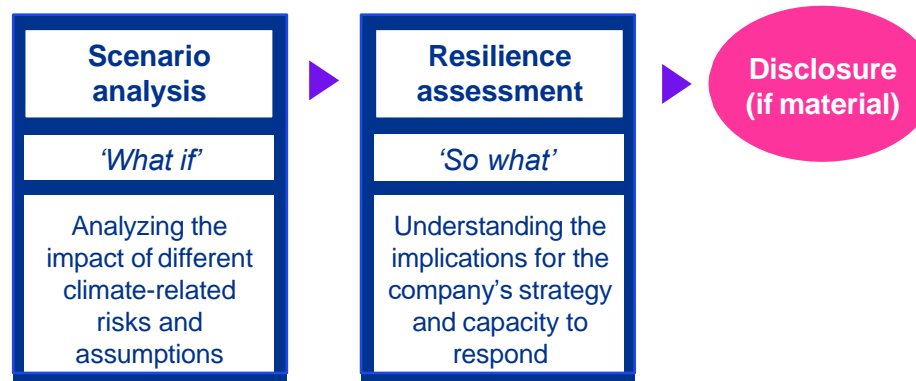 Scenario
analysis
‘What if’
Analyzing the
impact of different
climate-related
risks and
assumptions
Resilience
assessment
‘So what’
Understanding the
implications for the
company’s strategy
and capacity to
respond
Disclosure
(if material)